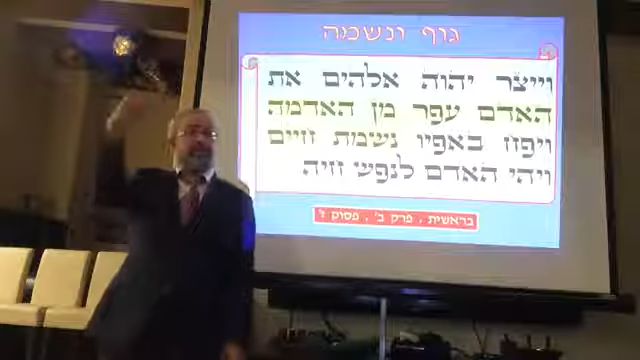 גוף ונשמה
וייצר יהוה אלהים את
האדם עפר מן האדמה
ויפח באפיו נשמת חיים
ויהי האדם לנפש חיה
בראשית , פרק ב' , פסוק ז'